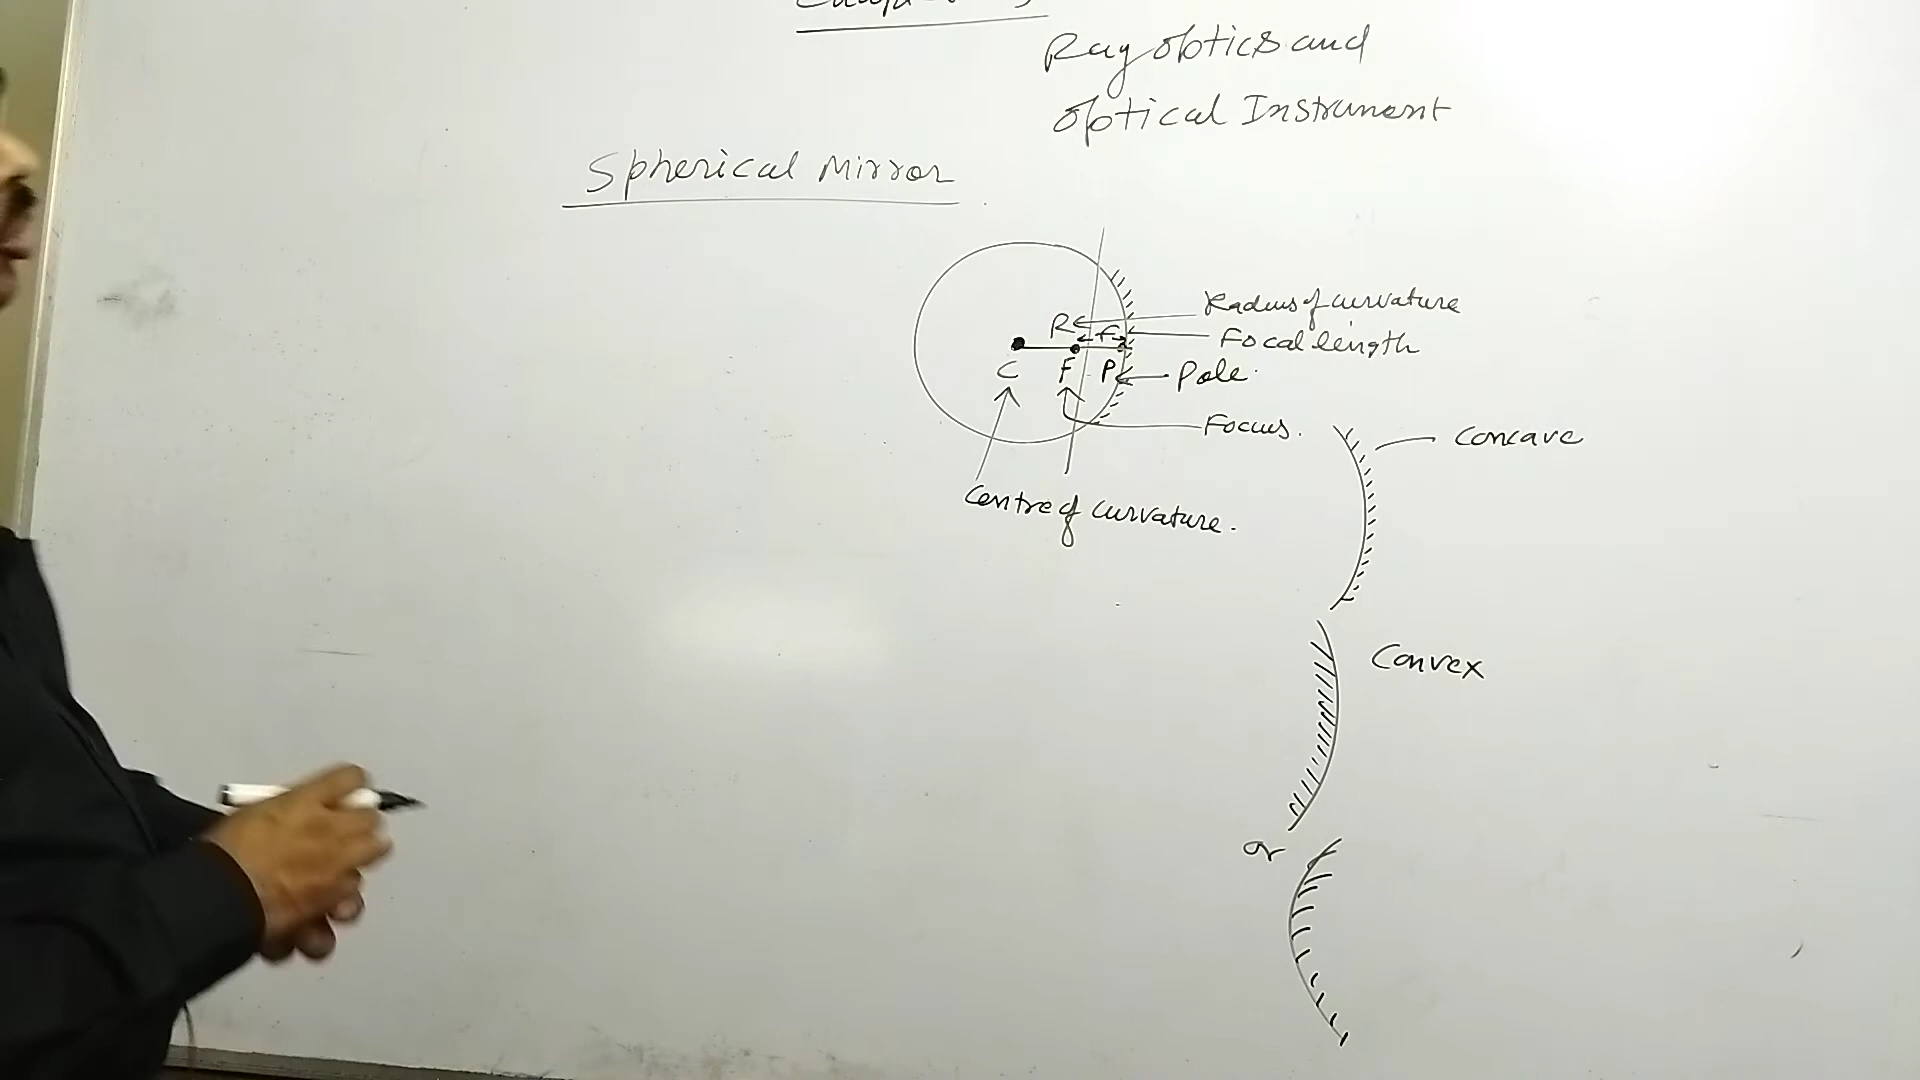 Ray optics and
optical Instrument
Spherical Mirror
R
Radius of curvature
f
Focal length
C
F
P
Pole
Focus.
Concave
Centre of curvature.
Convex
or